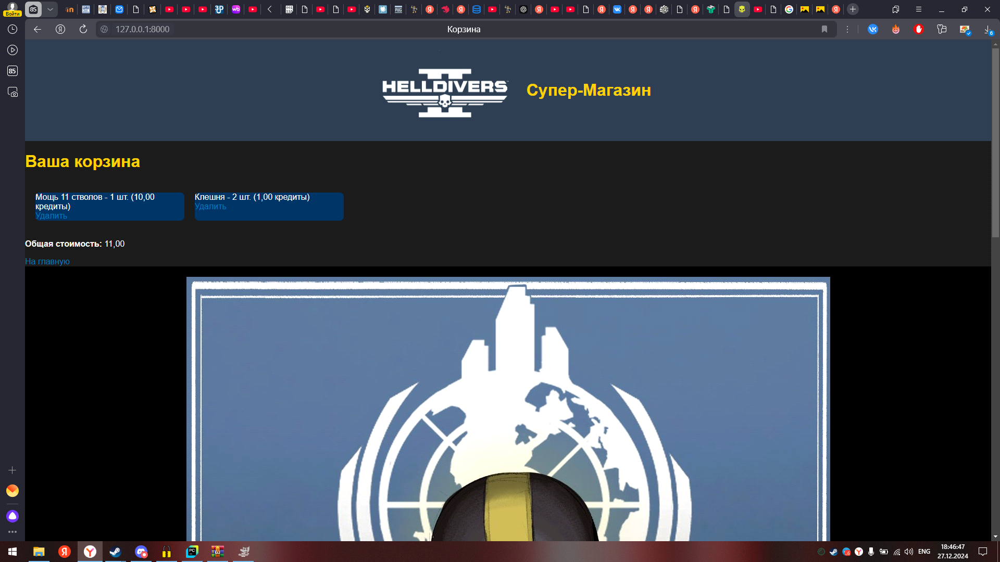 85
Войти
127.0.0.1:8000
Корзина
6
85
HELLDIVERS
II
Супер-Магазин
Ваша корзина
Мощь 11 стволов - 1 шт. (10,00
кредиты)
Удалить
Клешня - 2 шт. (1,00 кредиты)
Удалить
Общая стоимость: 11,00
На главную
ENG
18:46:47
27.12.2024